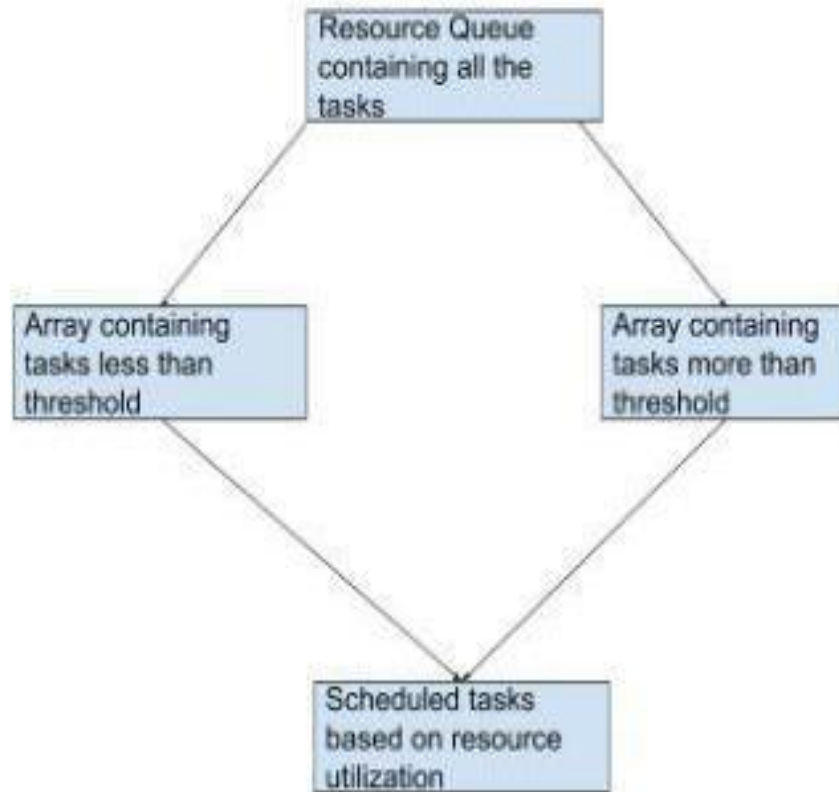 Resource Queue
containing all the
tasks
Array containing
tasks less than
threshold
Array containing
tasks more than
threshold
Scheduled tasks
based on resource
utilization